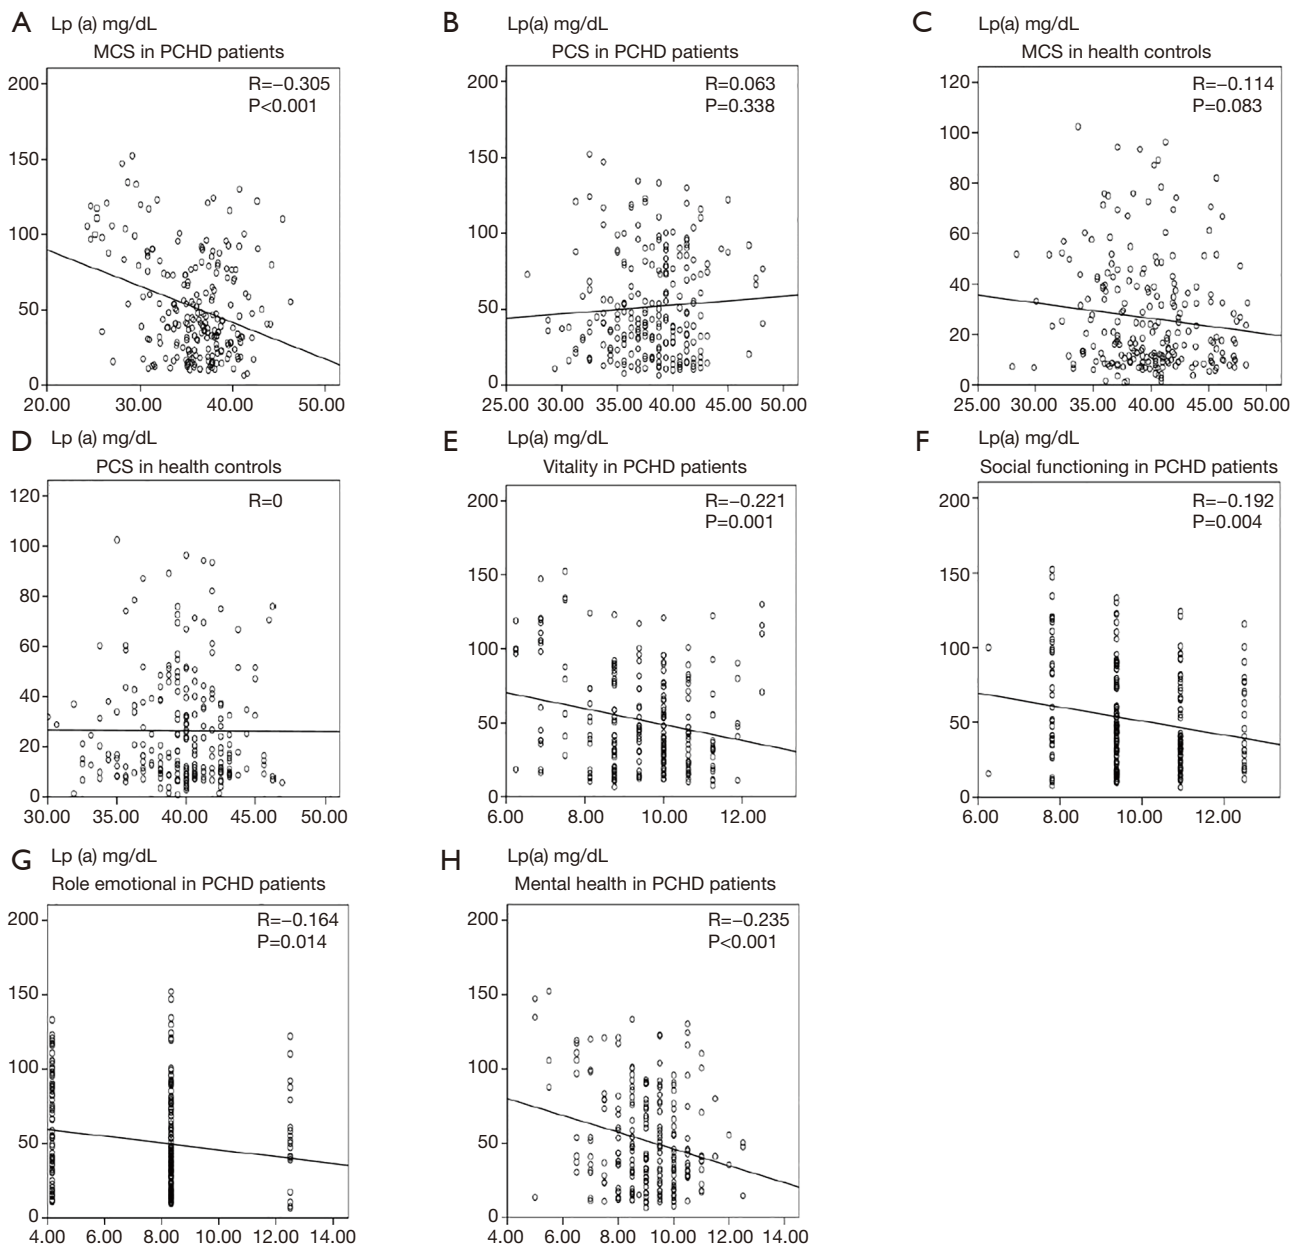 A Lp (a) mg/dL
MCS in PCHD patients
R=−0.305
P<0.001
200
150
100
50
0
20.00 30.00 40.00 50.00
B Lp(a) mg/dL
PCS in PCHD patients
R=0.063
P=0.338
200
150
100
50
0
25.00 30.00 35.00 40.00 45.00 50.00
C Lp(a) mg/dL
MCS in health controls
R=−0.114
P=0.083
120
100
80
60
40
20
0
25.00 30.00 35.00 40.00 45.00 50.00
D Lp (a) mg/dL
PCS in health controls
R=0
120
100
80
60
40
20
0
30.00 35.00 40.00 45.00 50.00
E Lp(a) mg/dL
Vitality in PCHD patients
R=−0.221
P=0.001
200
150
100
50
0
6.00 8.00 10.00 12.00
F Lp(a) mg/dL
Social functioning in PCHD patients
R=−0.192
P=0.004
200
150
100
50
0
6.00 8.00 10.00 12.00
G Lp (a) mg/dL
Role emotional in PCHD patients
R=−0.164
P=0.014
200
150
100
50
0
4.00 6.00 8.00 10.00 12.00 14.00
H Lp(a) mg/dL
Mental health in PCHD patients
R=−0.235
P<0.001
200
150
100
50
0
4.00 6.00 8.00 10.00 12.00 14.00